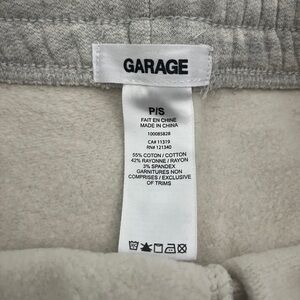 GARAGE
P/S
FAIT EN CHINE
MADE IN CHINA
100085828
CA# 11319
RN# 121340
55% COTON / COTTON
42% RAYONNE / RAYON
3% SPANDEX
GARNITURES NON
COMPRISES / EXCLUSIVE
OF TRIMS